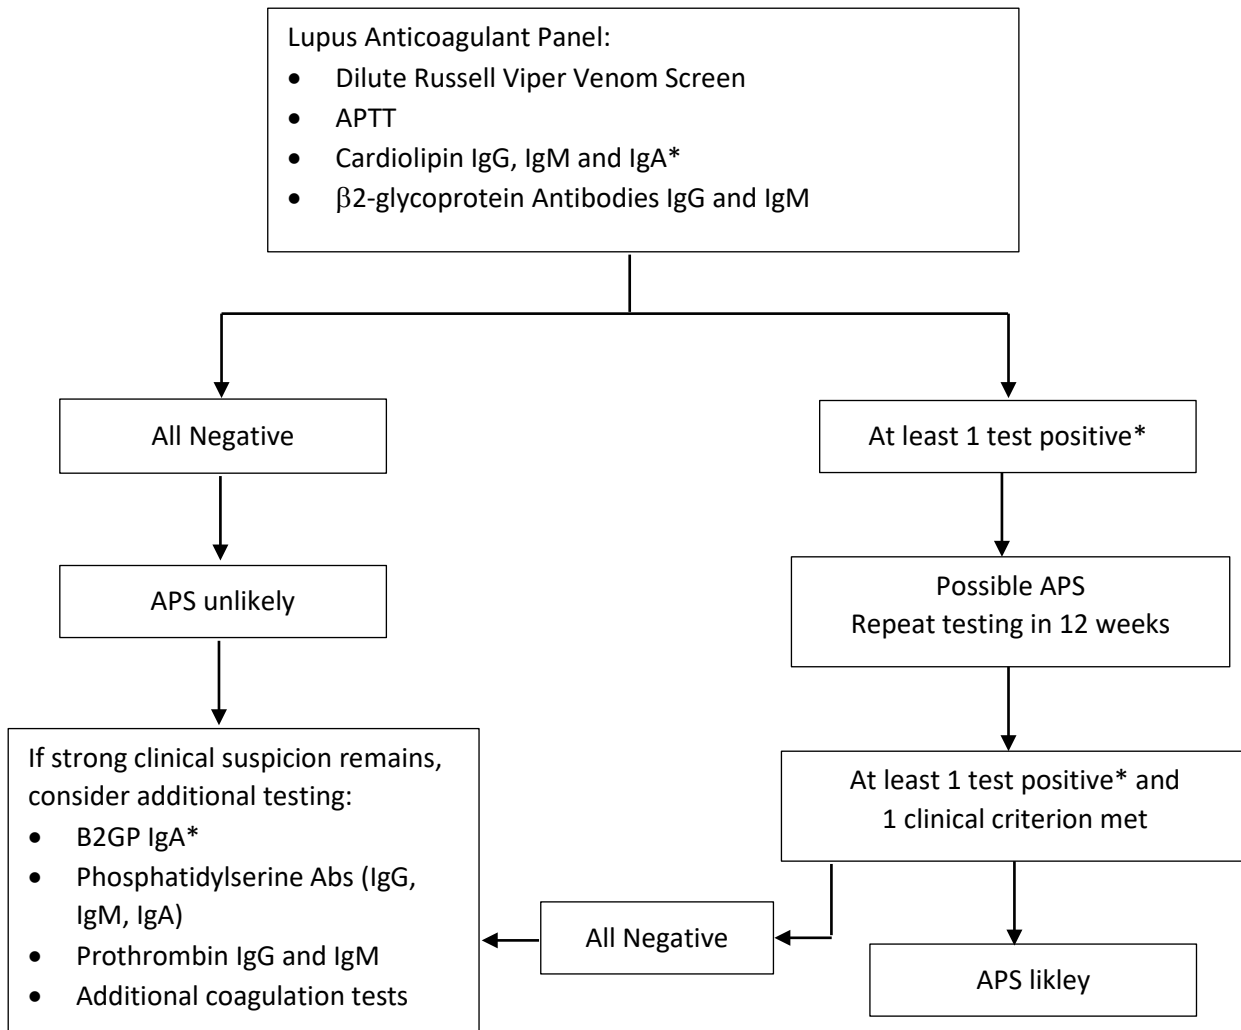 Lupus Anticoagulant Panel:
• Dilute Russell Viper Venom Screen
• APTT
• Cardiolipin IgG, IgM and IgA*
• β2-glycoprotein Antibodies IgG and IgM
All Negative
At least 1 test positive*
APS unlikely
Possible APS
Repeat testing in 12 weeks
If strong clinical suspicion remains,
consider additional testing:
• B2GP IgA*
• Phosphatidylserine Abs (IgG,
IgM, IgA)
• Prothrombin IgG and IgM
• Additional coagulation tests
At least 1 test positive* and
1 clinical criterion met
All Negative
APS likley